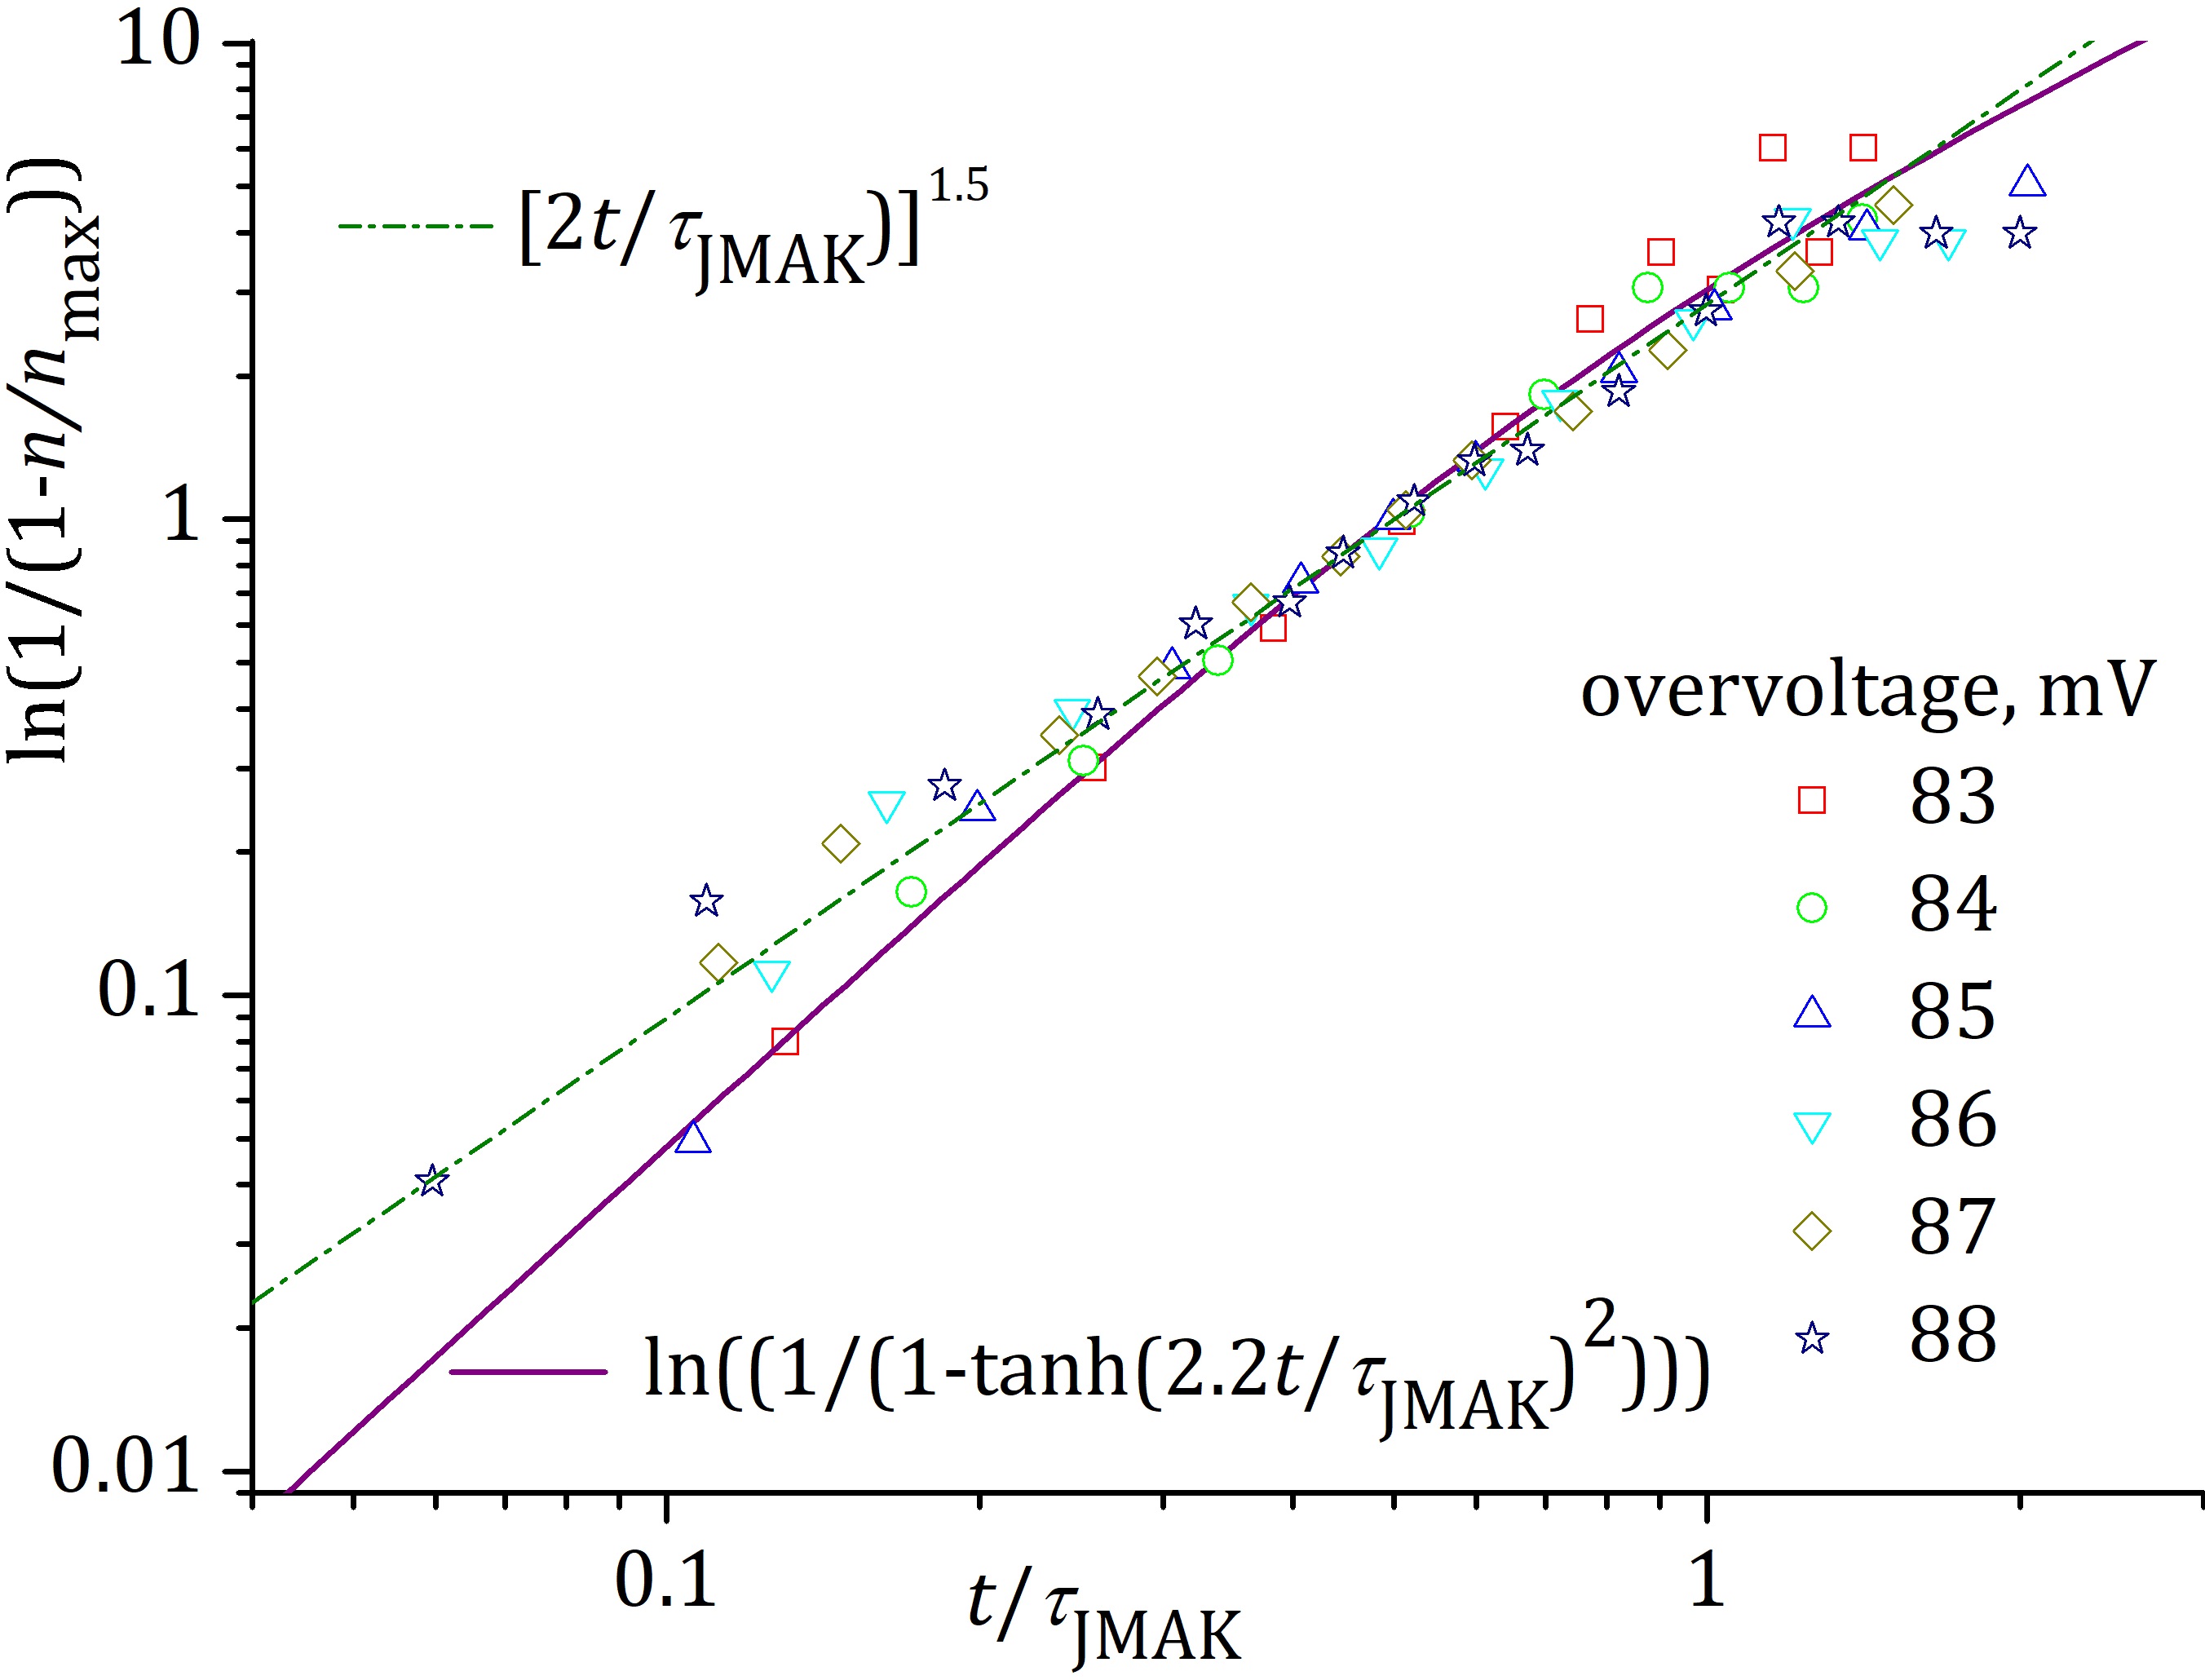 10
1
0.1
0.01
ln(1/(1-n/nmax))
[2t/τJMAK)]1.5
overvoltage, mV
83
84
85
86
87
88
ln((1/(1-tanh(2.2t/τJMAK)2)))
0.1
1
t/τJMAK